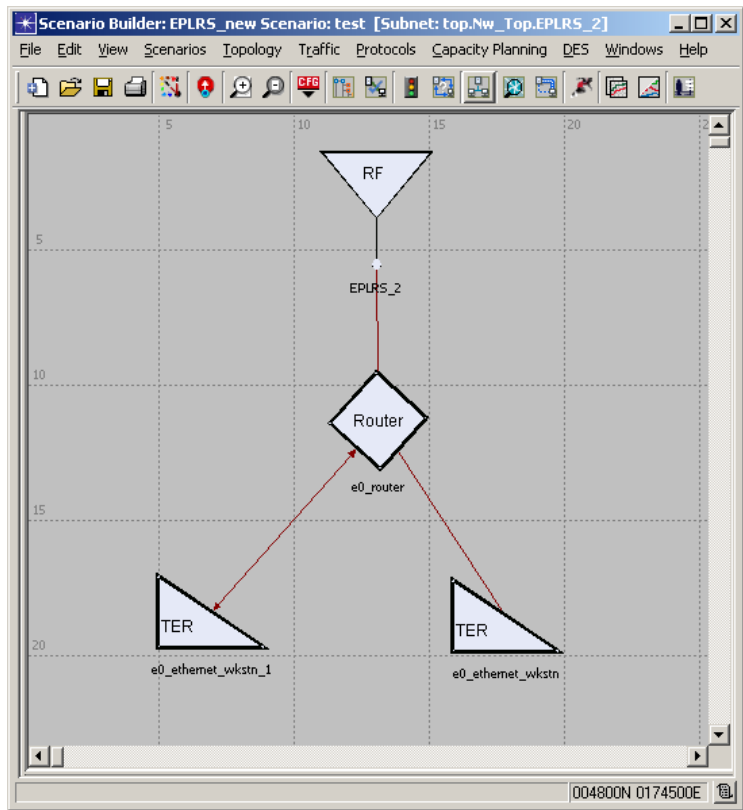 Scenario Builder: EPLRS_new Scenario: test [Subnet: top.Nw_Top.EPLRS_2]
File Edit View Scenarios Topology Traffic Protocols Capacity Planning DES Windows Help
CFG
5 10 15 20 2
RF
5
EPLRS_2
10
Router
e0_router
15
TER TER
20
e0_ethernet_wkstn_1 e0_ethernet_wkstn
004800N 0174500E